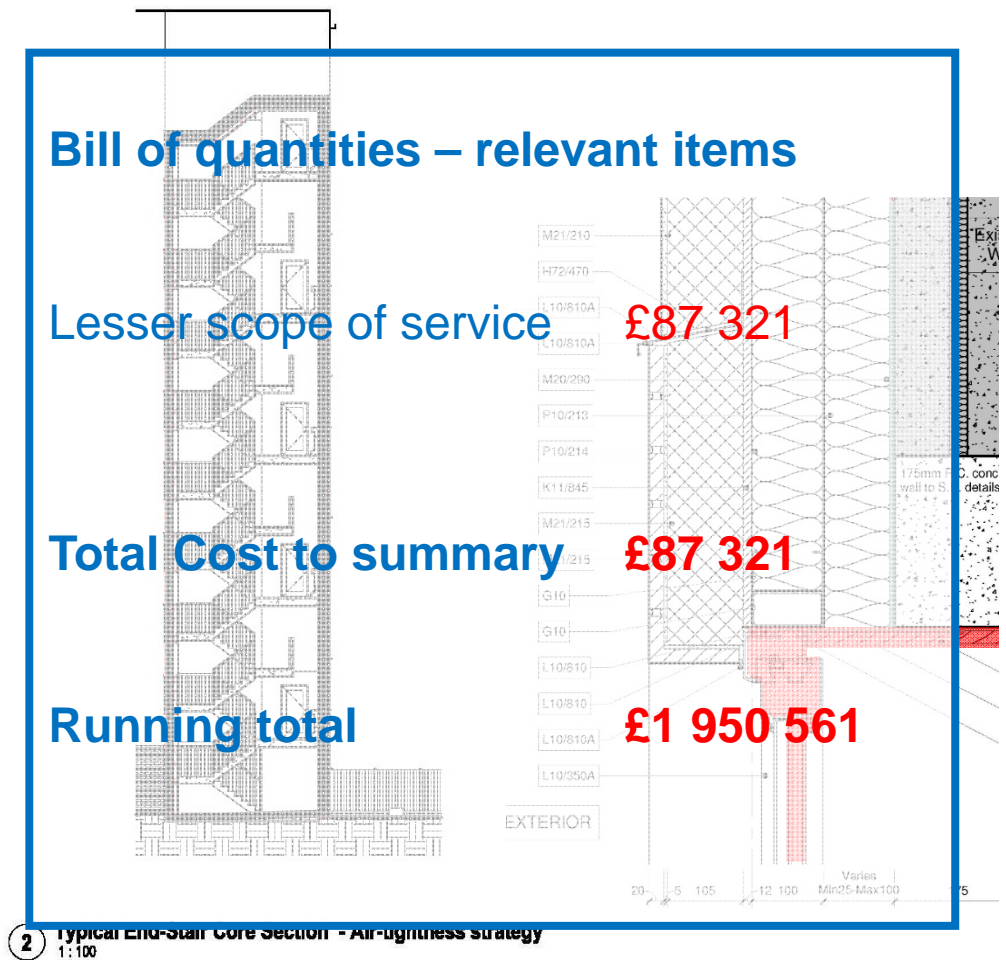 Bill of quantities – relevant items
Lesser scope of service £87 321
Total Cost to summary £87 321
Running total £1 950 561
M21/210
H72/470
L10/810A
L10/810A
M20/290
P10/213
P10/214
K11/845
M21/215
/215
G10
G10
L10/810
L10/810
L10/810A
L10/350A
EXTERIOR
175mm C. conc
wall to S. details
20 5 105 12 100
Varies
Min25-Max100
2 Typical End-Stair Core Section - Air-tightness strategy
1 : 100